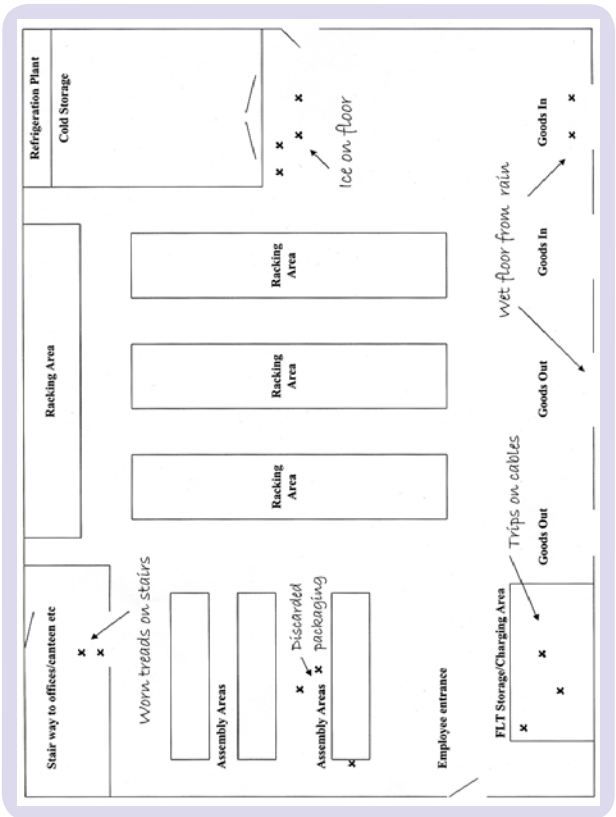 Stair way to offices/canteen etc
Racking Area
Refrigeration Plant
Cold Storage
Worn treads on stairs
Assembly Areas
Racking
Area
Racking
Area
Racking
Area
Ice on floor
Discarded
packaging
Assembly Areas
Employee entrance
FLT Storage/Charging Area
Trips on cables
Wet floor from rain
Goods Out
Goods Out
Goods In
Goods In